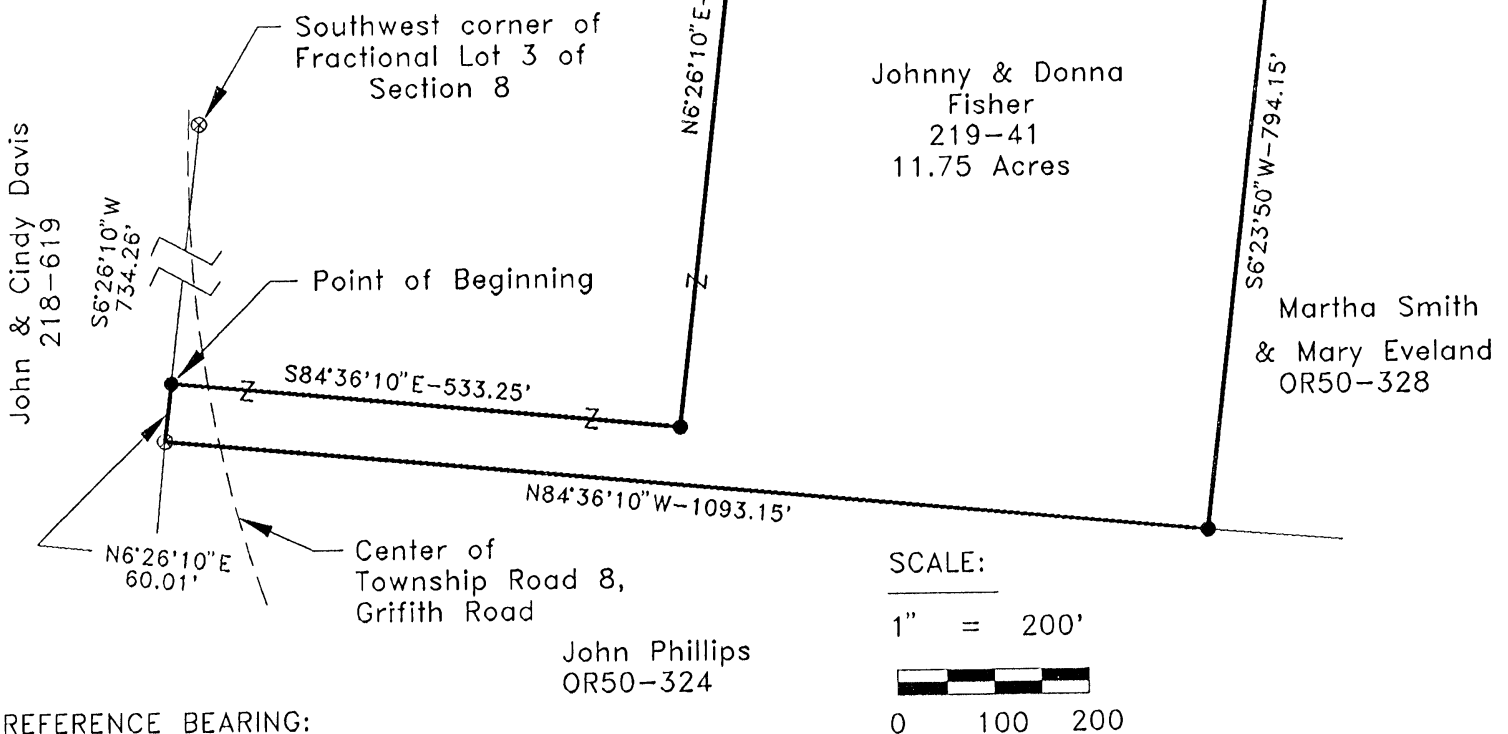 Southwest corner of
Fractional Lot 3 of
Section 8
N6°26'10"E-
Johnny & Donna
Fisher
219-41
11.75 Acres
S6°23'50"W-794.15'
John & Cindy Davis
218-619
S6°26'10"W
734.26'
Point of Beginning
Martha Smith
& Mary Eveland
OR50-328
S84°36'10"E-533.25'
Z
Z
Z
N84°36'10"W-1093.15'
N6°26'10"E
60.01'
Center of
Township Road 8,
Grifith Road
John Phillips
OR50-324
SCALE:
1" = 200'
0 100 200
REFERENCE BEARING: